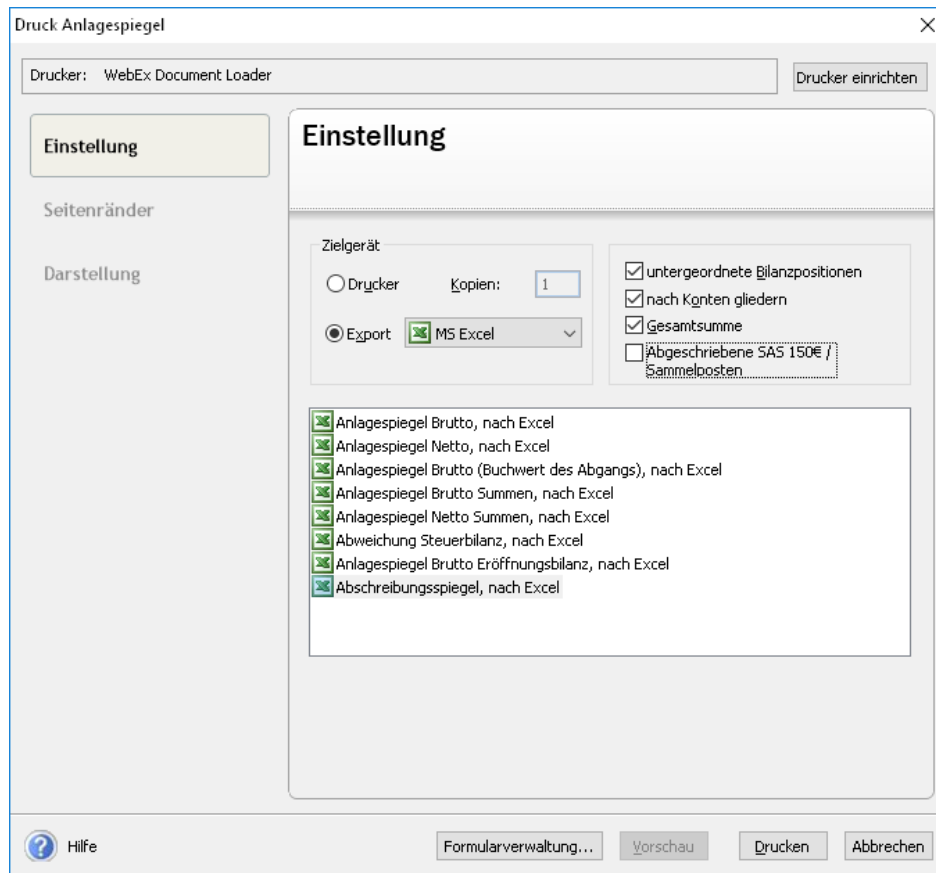 Druck Anlagespiegel
Drucker: WebEx Document Loader
Drucker einrichten
Einstellung
Seitenränder
Darstellung
Einstellung
Zielgerät
Drucker Kopien: 1
Export MS Excel
untergeordnete Bilanzpositionen
nach Konten gliedern
Gesamtsumme
Abgeschriebene SAS 150€ /
Sammelposten
Anlagespiegel Brutto, nach Excel
Anlagespiegel Netto, nach Excel
Anlagespiegel Brutto (Buchwert des Abgangs), nach Excel
Anlagespiegel Brutto Summen, nach Excel
Anlagespiegel Netto Summen, nach Excel
Abweichung Steuerbilanz, nach Excel
Anlagespiegel Brutto Eröffnungsbilanz, nach Excel
Abschreibungsspiegel, nach Excel
Hilfe
Formularverwaltung...
Vorschau
Drucken
Abbrechen